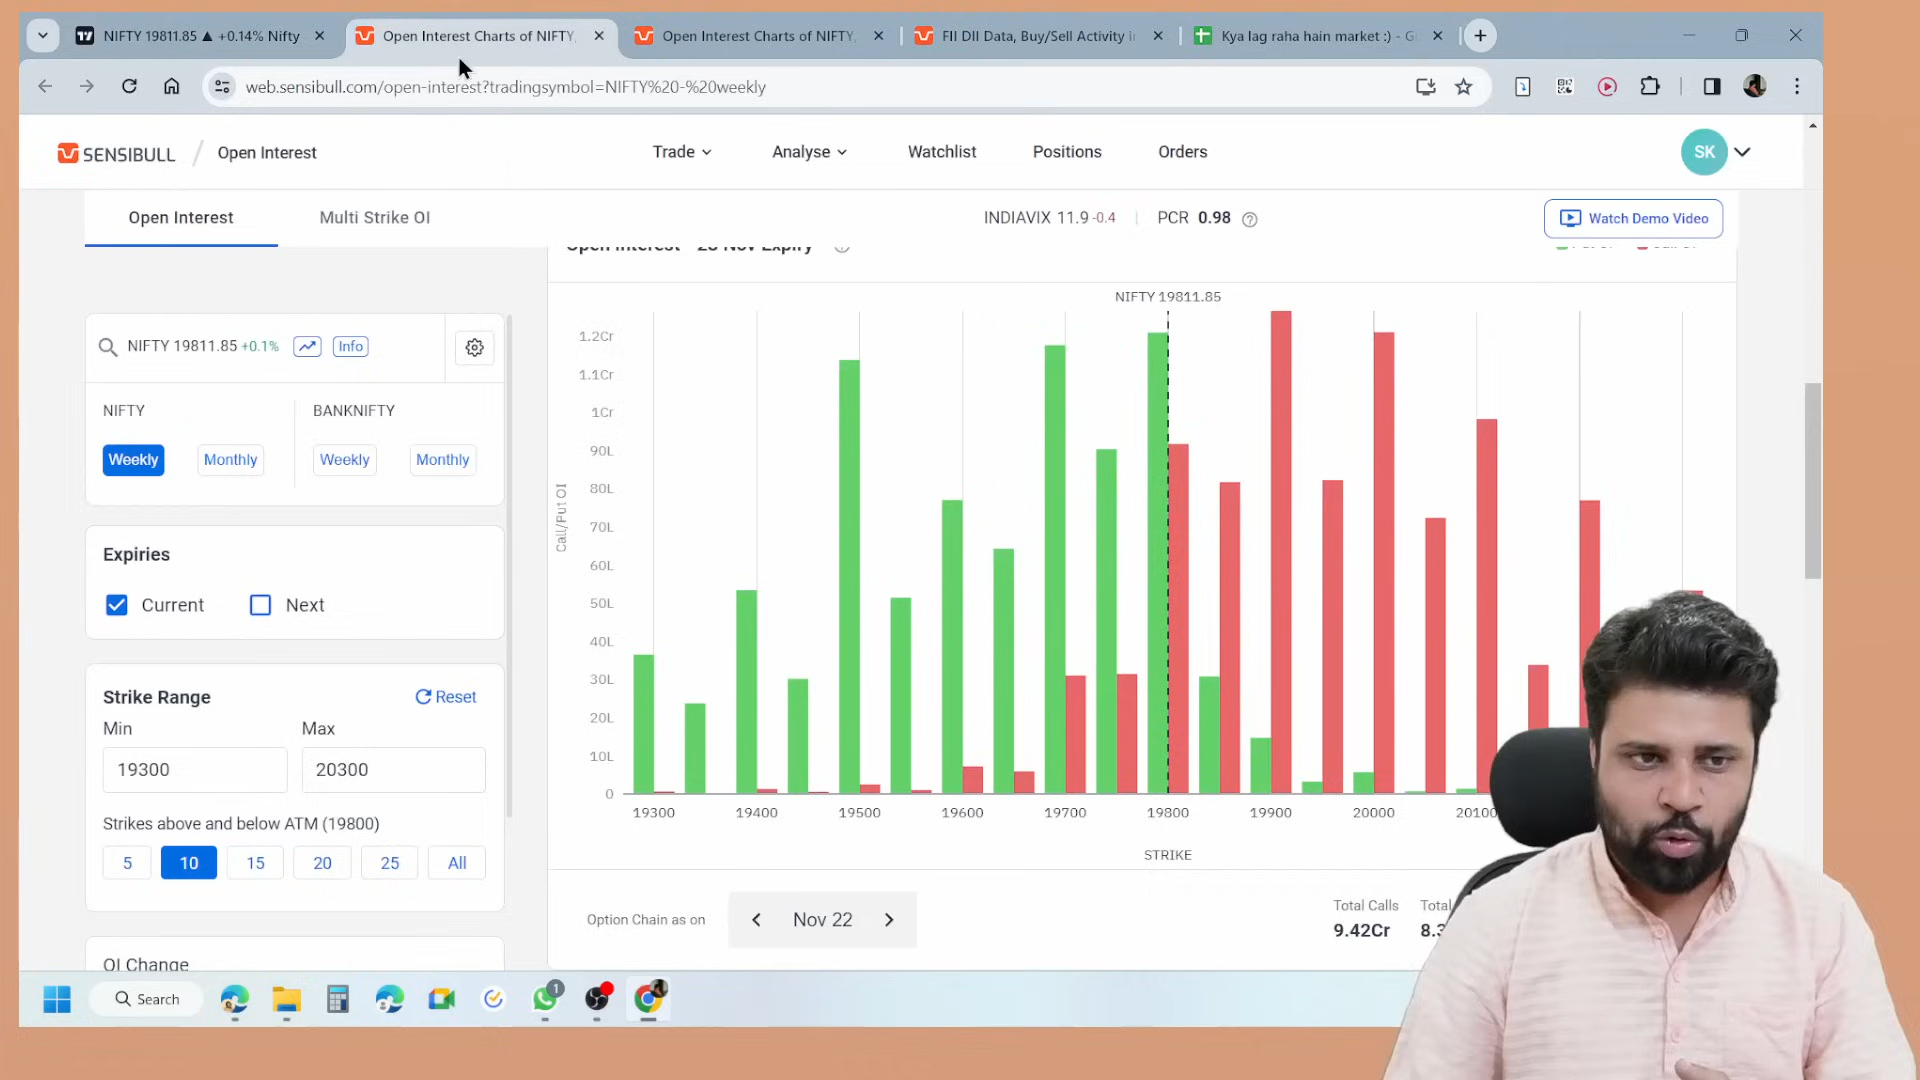 NIFTY 19811.85 ▲ +0.14% Nifty
Open Interest Charts of NIFTY,
Open Interest Charts of NIFTY,
FII DII Data, Buy/Sell Activity i
Kya lag raha hain market :) - G
web.sensibull.com/open-interest?tradingsymbol=NIFTY%20-%20weekly
SENSIBULL / Open Interest
Trade
Analyse
Watchlist
Positions
Orders
SK
Open Interest
Multi Strike OI
INDIAVIX 11.9 -0.4
PCR 0.98
Watch Demo Video
NIFTY 19811.85 +0.1%
Info
NIFTY
BANKNIFTY
Weekly
Monthly
Weekly
Monthly
Expiries
Current
Next
Strike Range
Reset
Min
Max
19300
20300
Strikes above and below ATM (19800)
5
10
15
20
25
All
OI Change
NIFTY 19811.85
Call/Put OI
1.2Cr
1.1Cr
1Cr
90L
80L
70L
60L
50L
40L
30L
20L
10L
0
19300
19400
19500
19600
19700
19800
19900
20000
20100
STRIKE
Option Chain as on
Nov 22
Total Calls
9.42Cr
Total
8.3
Search
1